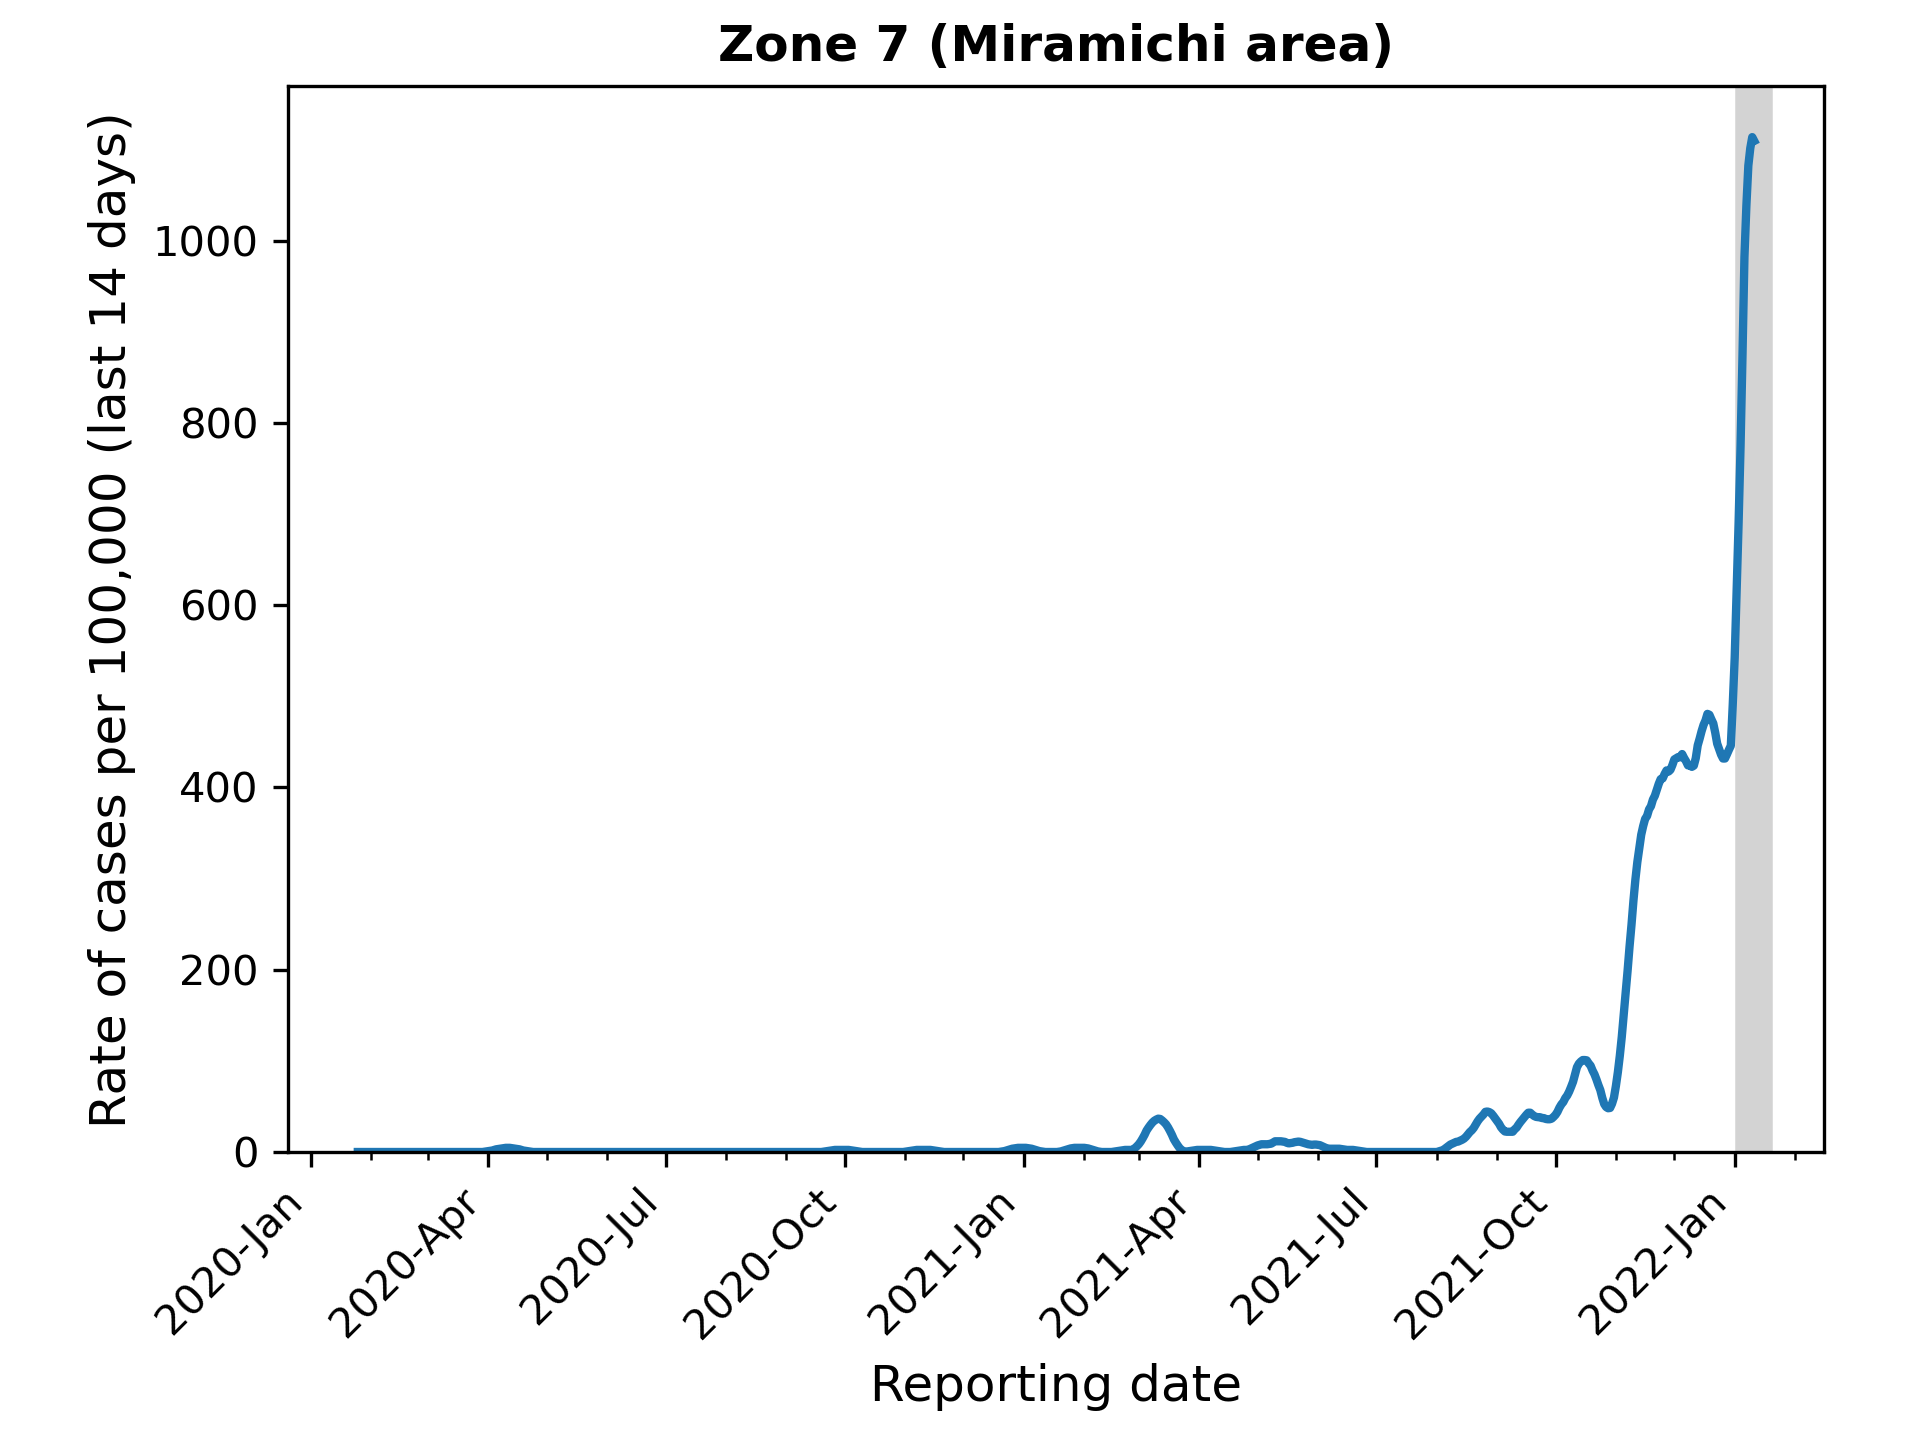 Zone 7 (Miramichi area)
Rate of cases per 100,000 (last 14 days)
1000
800
600
400
200
0
2020-Jan
2020-Apr
2020-Jul
2020-Oct
2021-Jan
2021-Apr
2021-Jul
2021-Oct
2022-Jan
Reporting date